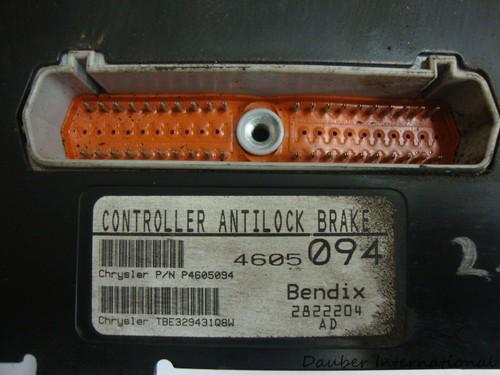 CONTROLLER ANTILOCK BRAKE
4605 094
Chrysler P/N P4605094
Bendix
2822204
AD
Chrysler TBE329431Q8W
2
Dauber International